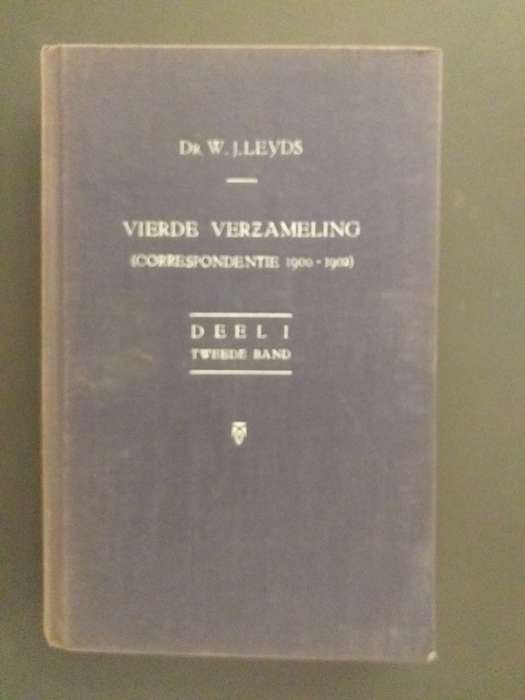 DR. W. J. LEYDS
VIERDE VERZAMELING
(CORRESPONDENTIE 1900-1902)
DEEL I
TWEEDE BAND